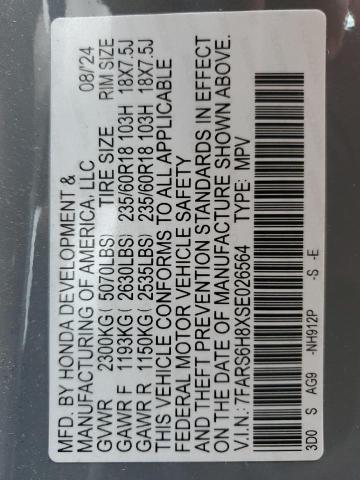 MFD. BY HONDA DEVELOPMENT & 08/24
MANUFACTURING OF AMERICA, LLC
GVWR 2300KG( 5070LBS) TIRE SIZE RIM SIZE
GAWR F 1193KG( 2630LBS) 235/60R18 103H 18X7.5J
GAWR R 1150KG( 2535LBS) 235/60R18 103H 18X7.5J
THIS VEHICLE CONFORMS TO ALL APPLICABLE
FEDERAL MOTOR VEHICLE SAFETY
AND THEFT PREVENTION STANDARDS IN EFFECT
ON THE DATE OF MANUFACTURE SHOWN ABOVE.
V.I.N.: 7FARS6H8XSE026564 TYPE: MPV
3D0 S AG9 -NH912P -S -E